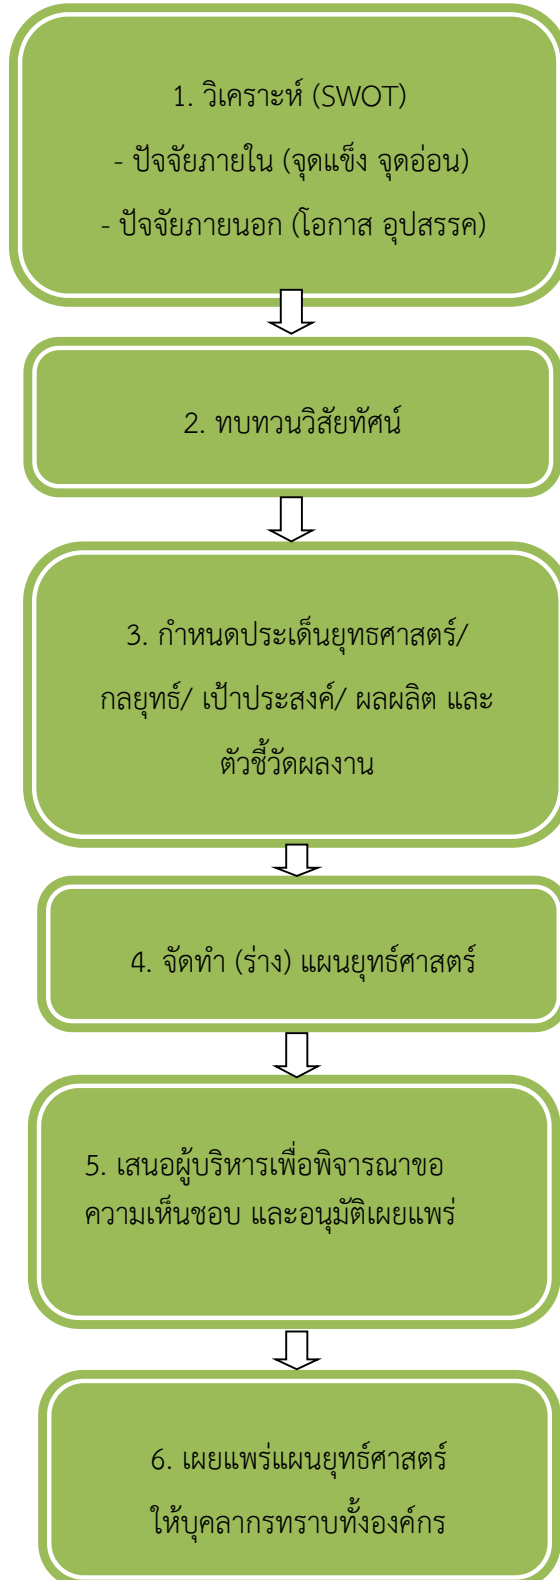 1. วิเคราะห์ (SWOT)
- ปัจจัยภายใน (จุดแข็ง จุดอ่อน)
- ปัจจัยภายนอก (โอกาส อุปสรรค)
2. ทบทวนวิสัยทัศน์
3. กำหนดประเด็นยุทธศาสตร์/
กลยุทธ์/ เป้าประสงค์/ ผลผลิต และ
ตัวชี้วัดผลงาน
4. จัดทำ (ร่าง) แผนยุทธ์ศาสตร์
5. เสนอผู้บริหารเพื่อพิจารณาขอ
ความเห็นชอบ และอนุมัติเผยแพร่
6. เผยแพร่แผนยุทธ์ศาสตร์
ให้บุคลากรทราบทั้งองค์กร